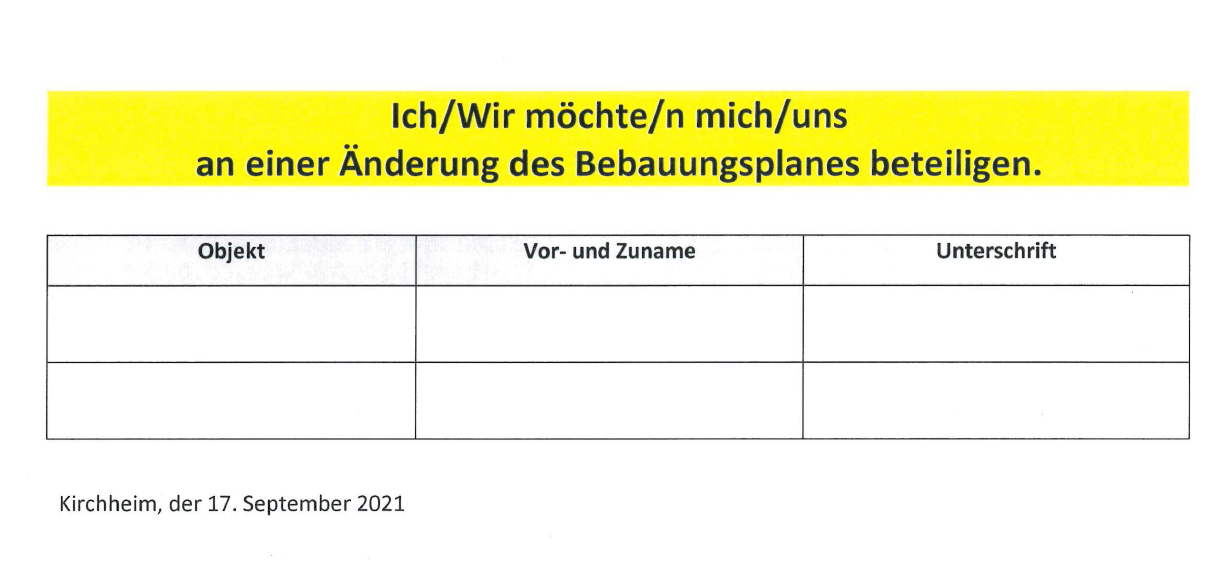 Ich/Wir möchte/n mich/uns
an einer Änderung des Bebauungsplanes beteiligen.
Objekt Vor- und Zuname Unterschrift
Kirchheim, der 17. September 2021